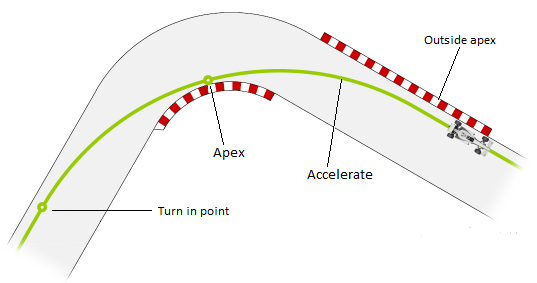 Outside apex
Apex
Accelerate
Turn in point